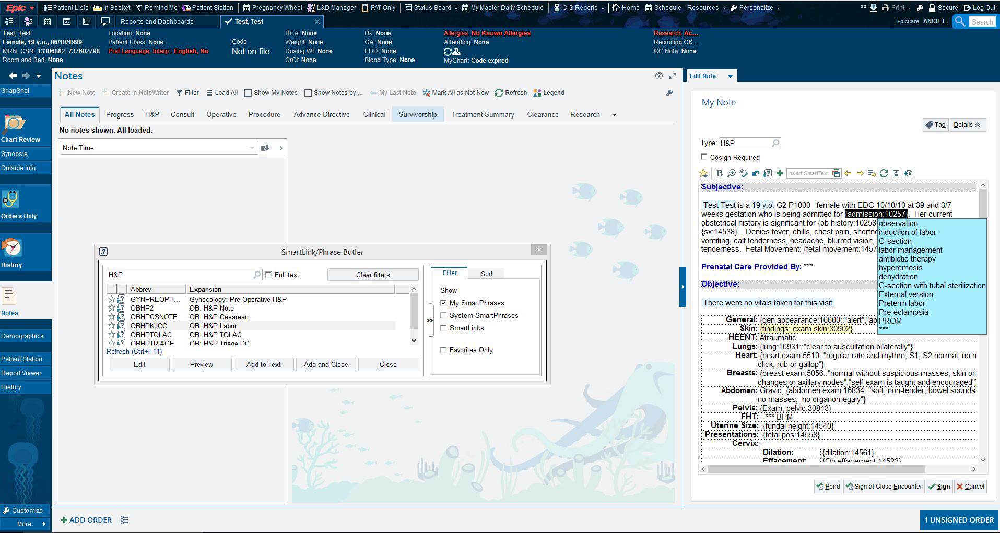 Epic Patient Lists In Basket Remind Me Patient Station Pregnancy Wheel L&D Manager PAT Only Status Board My Master Daily Schedule C-S Reports Home Schedule Resources Personalize Print Secure Log Out
Reports and Dashboards Test, Test EpicCare ANGIE L. Search
Test, Test
Female, 19 y.o., 06/10/1999
MRN, CSN: 13386882, 737602798
Room and Bed: None
Location: None
Patient Class: None
Pref Language, Interp:: English, No
Code
Not on file
HCA: None
Weight: None
Dosing Wt: None
CrCl: None
Hx: None
GA: None
EDD: None
Blood Type: None
Allergies: No Known Allergies
Attending: None
MyChart: Code expired
Research: Ac...
Recruiting OK...
CC Note: None
SnapShot
Chart Review
Synopsis
Outside Info
Orders Only
History
Notes
Demographics
Patient Station
Report Viewer
History
Customize
More
Notes
New Note Create in NoteWriter Filter Load All Show My Notes Show Notes by ... My Last Note Mark All as Not New Refresh Legend
All Notes Progress H&P Consult Operative Procedure Advance Directive Clinical Survivorship Treatment Summary Clearance Research
No notes shown. All loaded.
Note Time
SmartLink/Phrase Butler
H&P Full text Clear filters
Abbrev Expansion
GYNPREOPH... Gynecology: Pre-Operative H&P
OBHP2 OB: H&P Note
OBHPCSNOTE OB: H&P Cesarean
OBHPKJCC OB: H&P Labor
OBHPTOLAC OB: H&P TOLAC
OBHPTRIAGE OB: H&P Triage DC
Refresh (Ctrl+F11)
Edit Preview Add to Text Add and Close Close
>>
Filter Sort
Show
My SmartPhrases
System SmartPhrases
SmartLinks
Favorites Only
ADD ORDER
Edit Note
My Note
Tag Details
Type: H&P
Cosign Required
B abc Insert SmartText
Subjective:
Test Test is a 19 y.o. G2 P1000 female with EDC 10/10/10 at 39 and 3/7
weeks gestation who is being admitted for {admission:10257}. Her current
obstetrical history is significant for {ob history:10258
{sx:14538}. Denies fever, chills, chest pain, shortne
vomiting, calf tenderness, headache, blurred vision,
tenderness. Fetal Movement: {fetal movement:1457
observation
induction of labor
C-section
labor management
antibiotic therapy
hyperemesis
dehydration
C-section with tubal sterilization
External version
Preterm labor
Pre-eclampsia
PROM
***
Prenatal Care Provided By: ***
Objective:
There were no vitals taken for this visit.
General: {gen appearance:16600::"alert","ap
Skin: {findings; exam skin:30902}
HEENT: Atraumatic
Lungs: {lung:16931::"clear to auscultation bilaterally"}
Heart: {heart exam:5510::"regular rate and rhythm, S1, S2 normal, no n
click, rub or gallop"}
Breasts: {breast exam:5056::"normal without suspicious masses, skin or
changes or axillary nodes","self-exam is taught and encouraged"
Abdomen: Gravid, {abdomen exam:16834::"soft, non-tender; bowel sounds
no masses, no organomegaly"}
Pelvis: {Exam; pelvic:30843}
FHT: *** BPM
Uterine Size: {fundal height:14540}
Presentations: {fetal pos:14558}
Cervix:
Dilation: {dilation:14561}
Effacement: {Ob effacement:14523}
Pend Sign at Close Encounter Sign Cancel
1 UNSIGNED ORDER